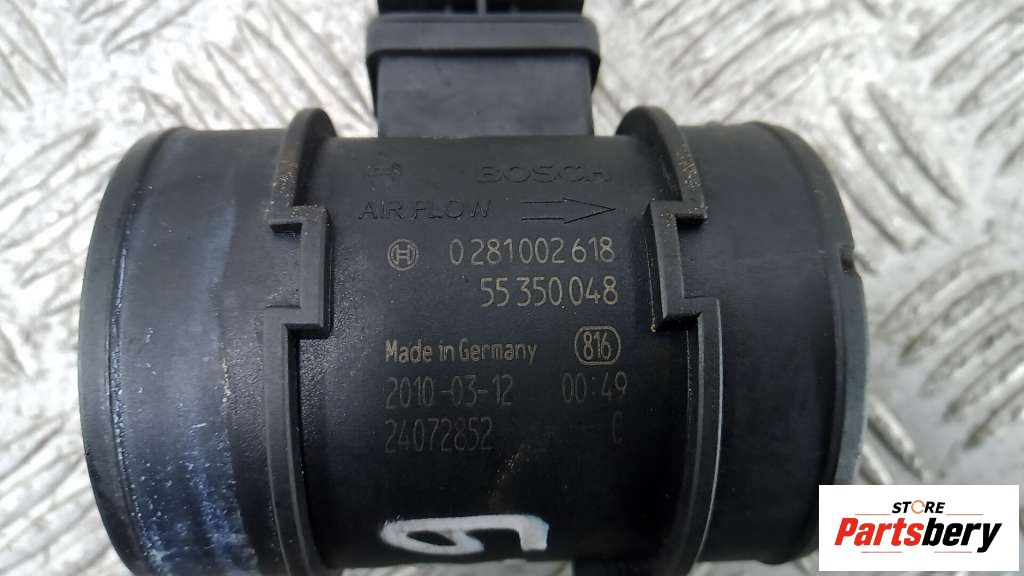 BOSCH
AIR FLOW
0 281 002 618
55 350 048
Made in Germany 816
2010-03-12 00:49
24072852 C
6
STORE
Partsbery